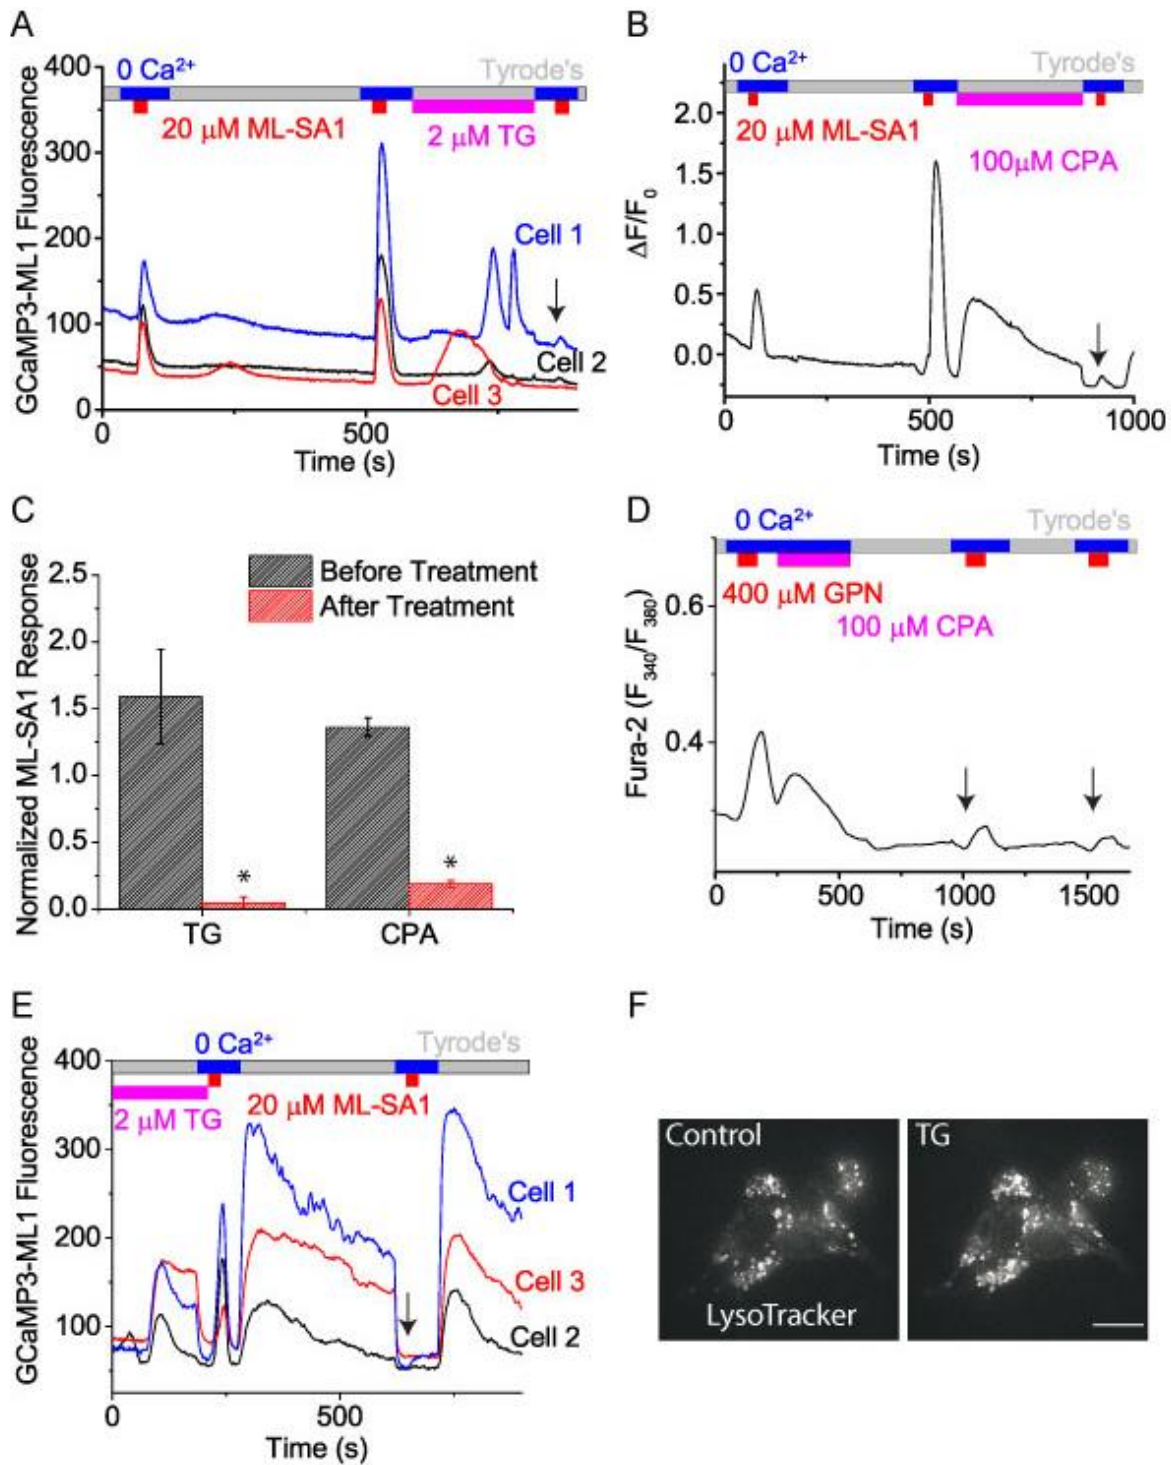 A
GCaMP3-ML1 Fluorescence
400
300
200
100
0
0 Ca²⁺
Tyrode's
20 μM ML-SA1
2 μM TG
Cell 1
Cell 2
Cell 3
0
500
Time (s)
B
ΔF/F₀
2.0
1.5
1.0
0.5
0.0
0 Ca²⁺
Tyrode's
20 μM ML-SA1
100μM CPA
0
500
1000
Time (s)
C
Normalized ML-SA1 Response
2.5
2.0
1.5
1.0
0.5
0.0
Before Treatment
After Treatment
*
*
TG
CPA
D
Fura-2 (F₃₄₀/F₃₈₀)
0.6
0.4
0 Ca²⁺
Tyrode's
400 μM GPN
100 μM CPA
0
500
1000
1500
Time (s)
E
GCaMP3-ML1 Fluorescence
400
300
200
100
0 Ca²⁺
Tyrode's
2 μM TG
20 μM ML-SA1
Cell 1
Cell 3
Cell 2
0
500
Time (s)
F
Control
TG
LysoTracker